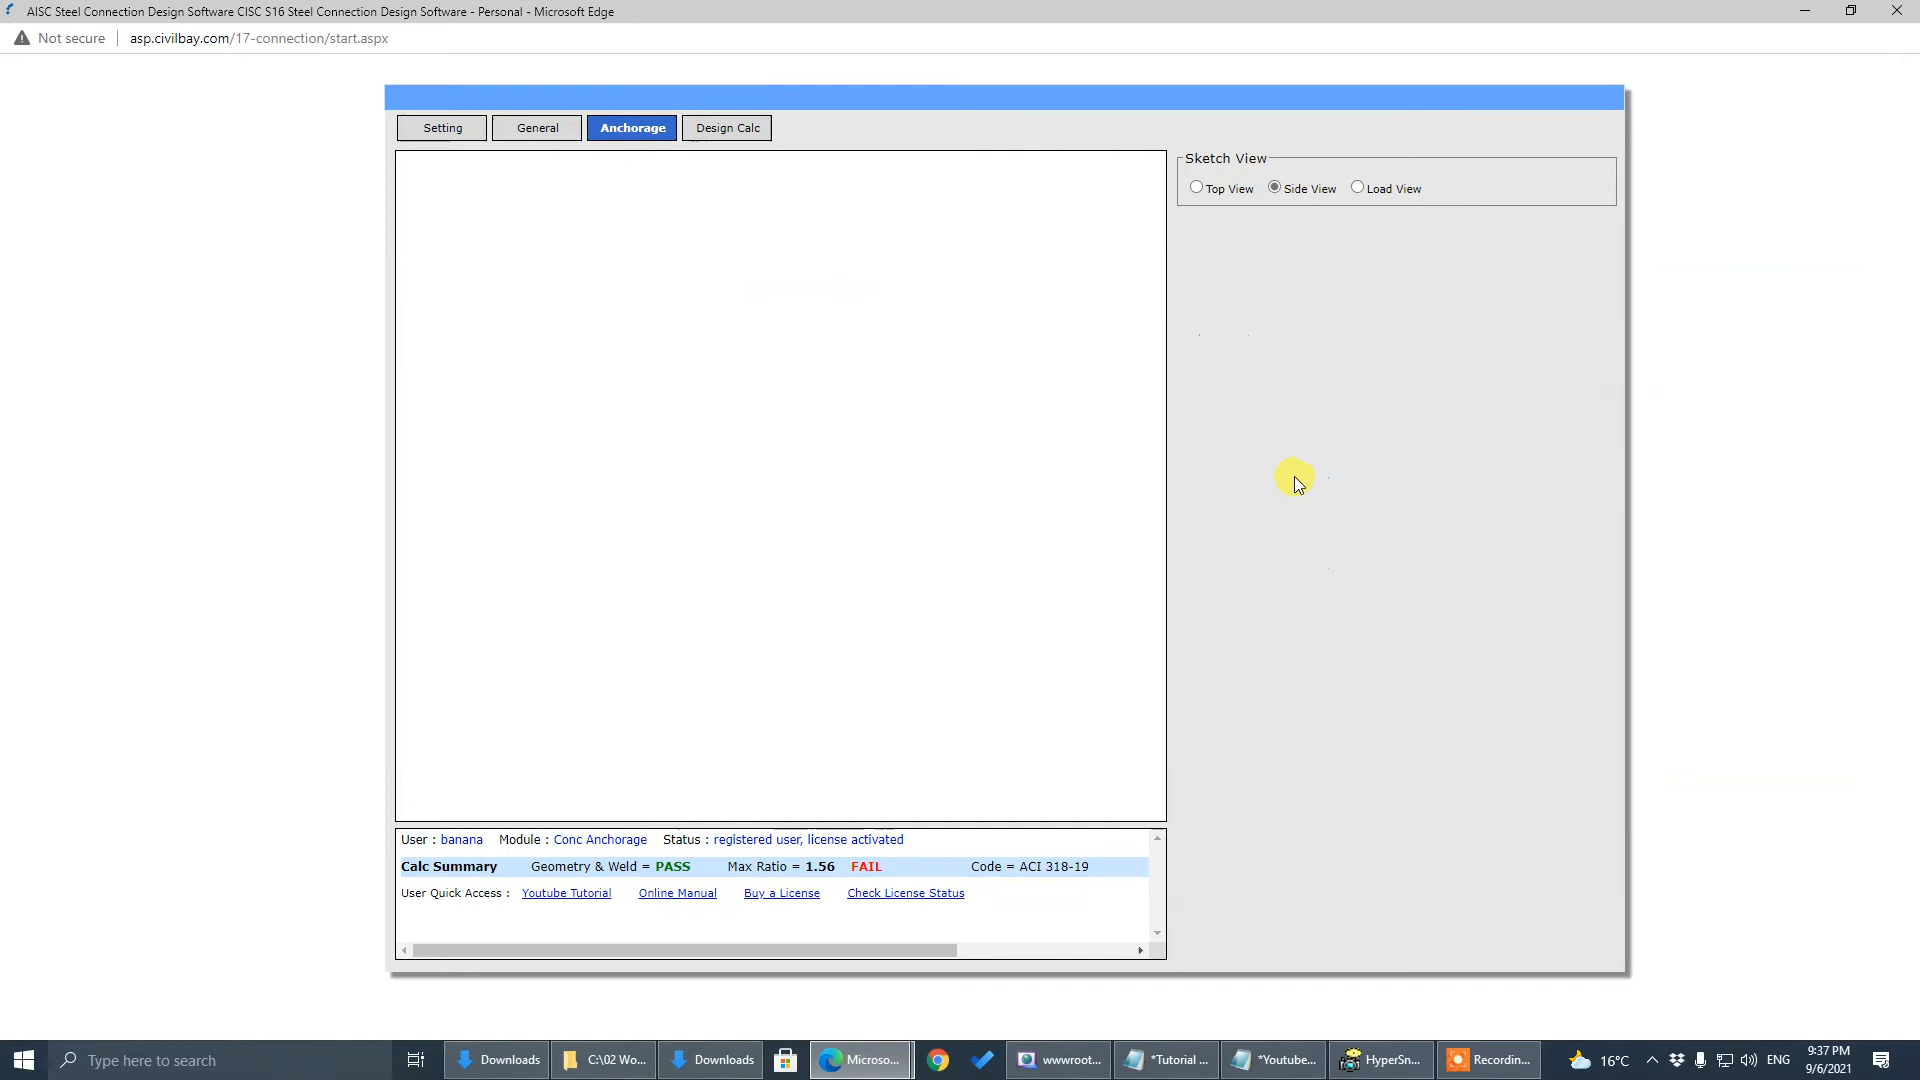 AISC Steel Connection Design Software CISC S16 Steel Connection Design Software - Personal - Microsoft Edge
Not secure asp.civilbay.com/17-connection/start.aspx
Setting General Anchorage Design Calc
Sketch View
Top View Side View Load View
User : banana Module : Conc Anchorage Status : registered user, license activated
Calc Summary Geometry & Weld = PASS Max Ratio = 1.56 FAIL Code = ACI 318-19
User Quick Access : Youtube Tutorial Online Manual Buy a License Check License Status
Type here to search Downloads C:\02 Wo... Downloads Microso... wwwroot... *Tutorial ... *Youtube... HyperSn... Recordin... 16°C ENG 9:37 PM
9/6/2021